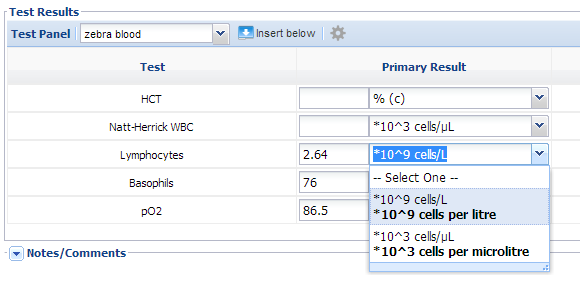 Test Results
Test Panel zebra blood Insert below
Test Primary Result
HCT % (c)
Natt-Herrick WBC *10^3 cells/µL
Lymphocytes 2.64 *10^9 cells/L
-- Select One --
Basophils 76
*10^9 cells/L
*10^9 cells per litre
pO2 86.5
*10^3 cells/µL
*10^3 cells per microlitre
Notes/Comments